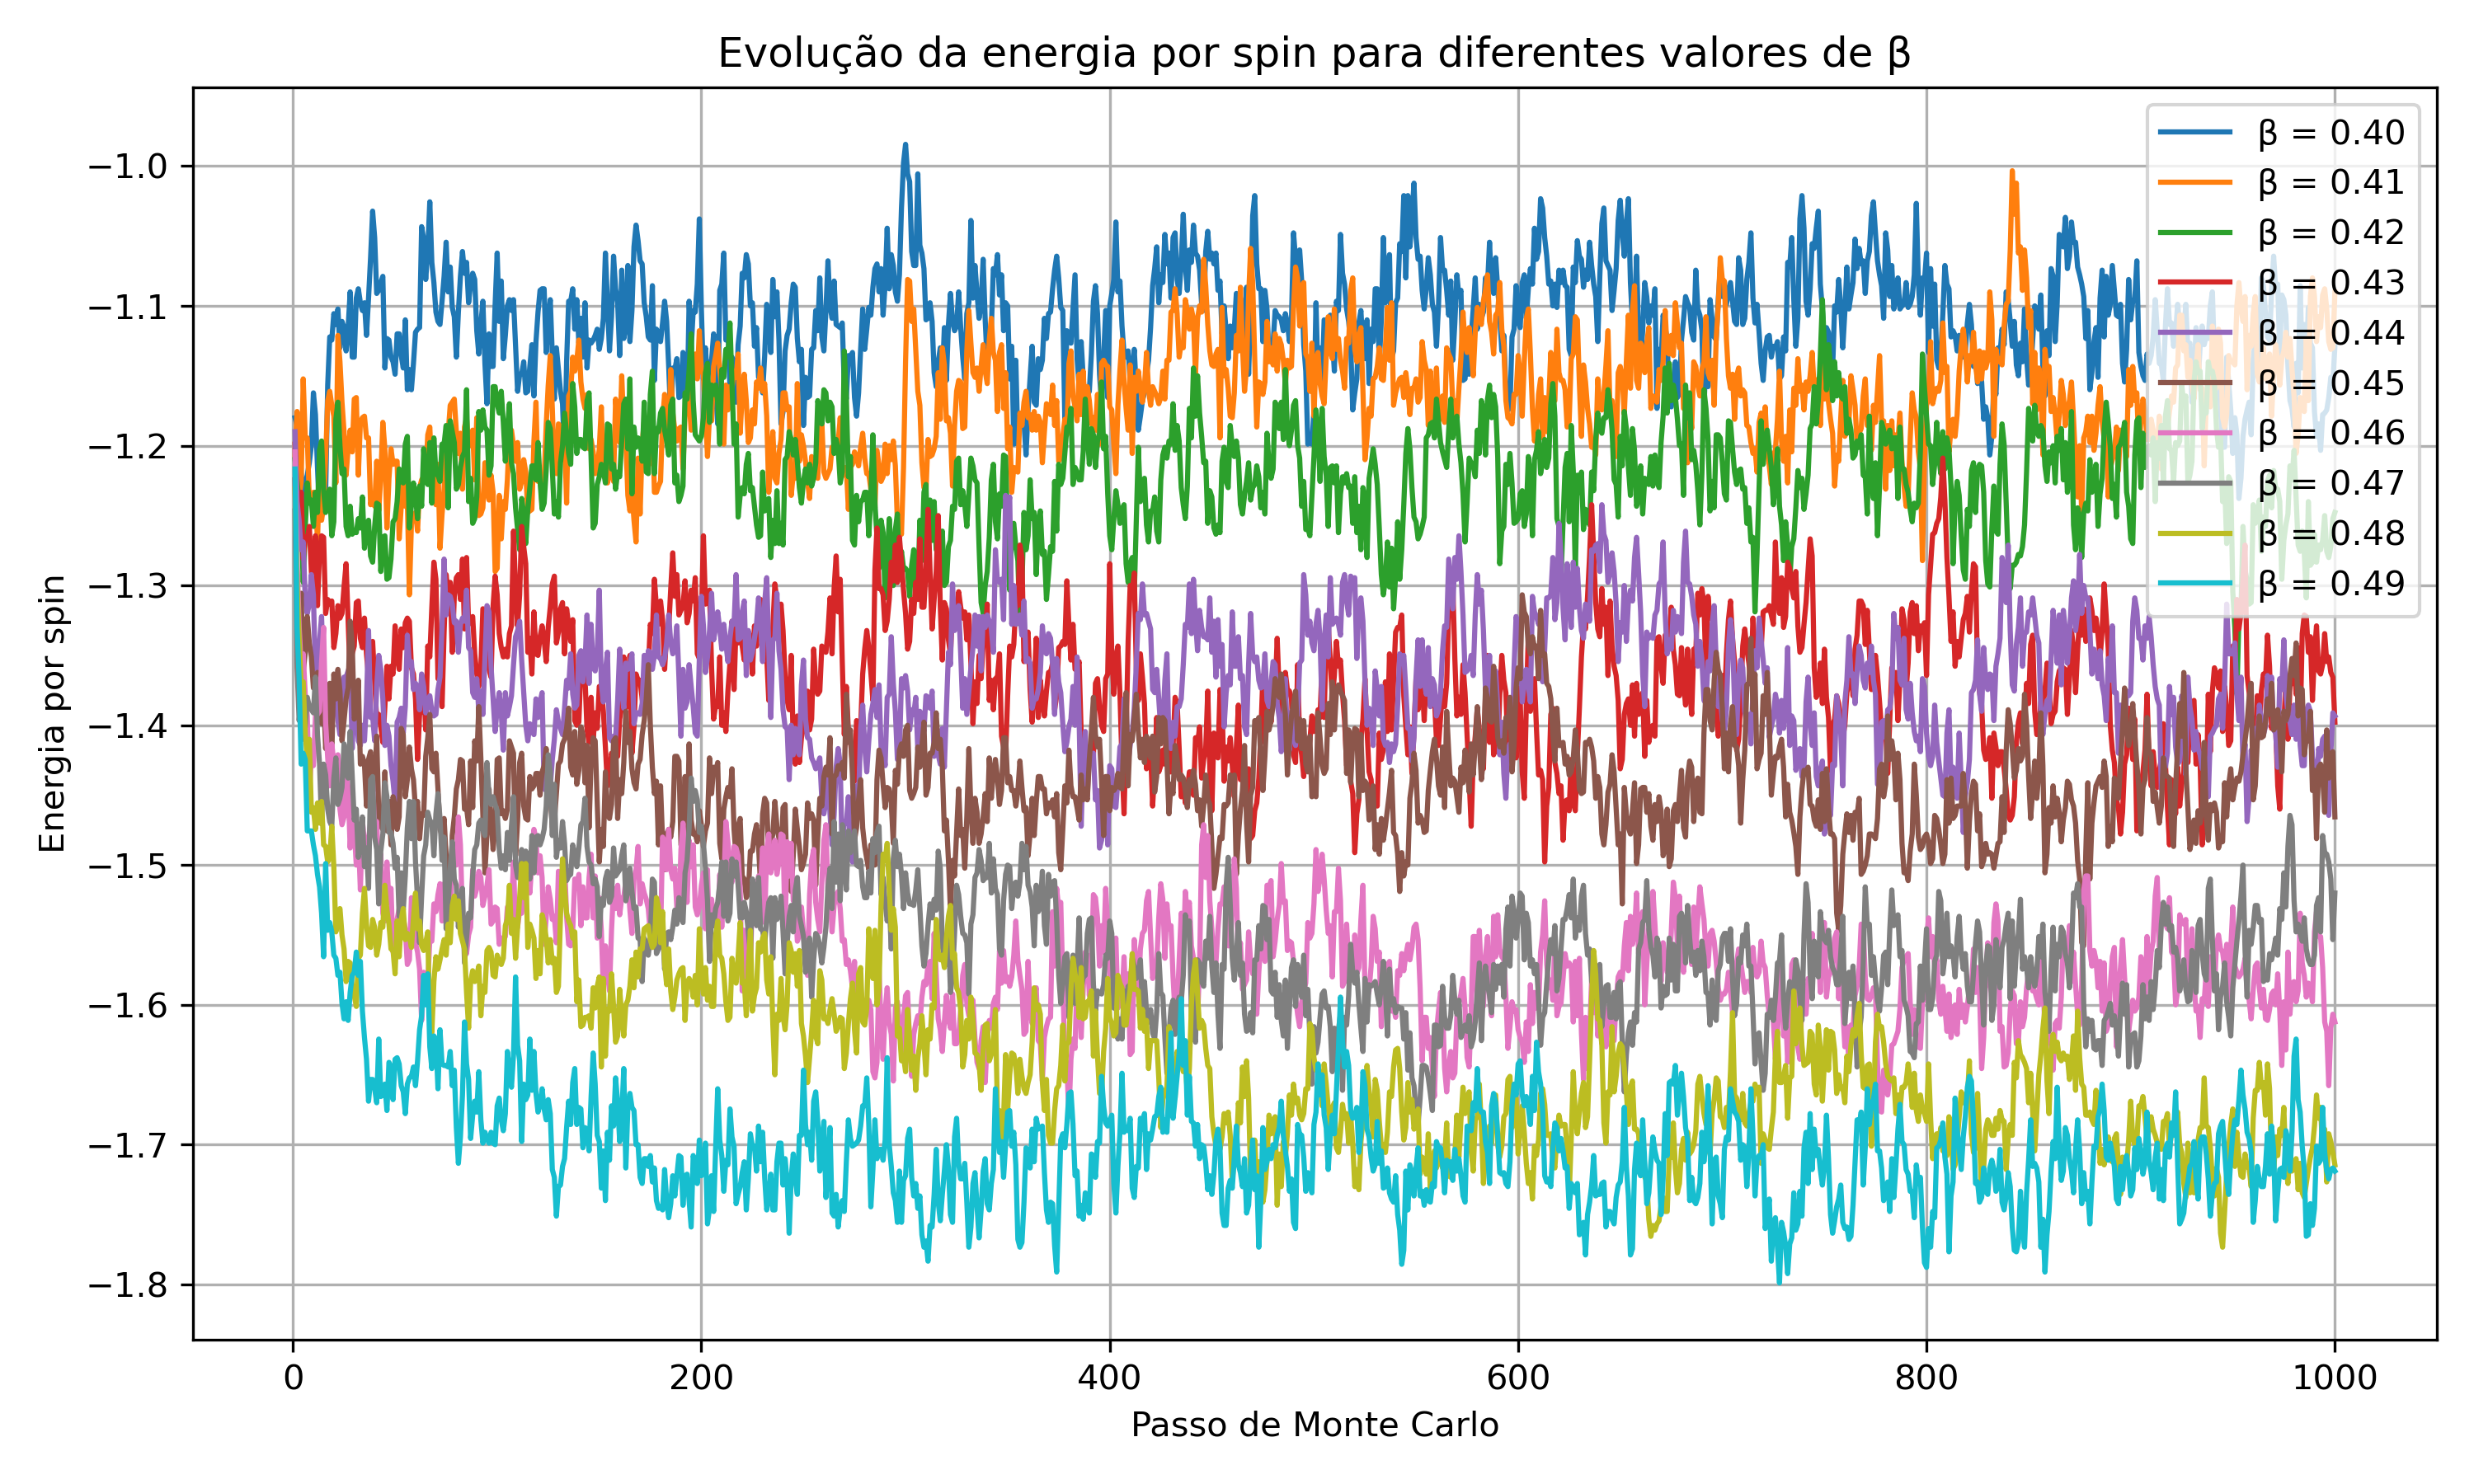 Evolução da energia por spin para diferentes valores de β
Energia por spin
−1.0
−1.1
−1.2
−1.3
−1.4
−1.5
−1.6
−1.7
−1.8
β = 0.40
β = 0.41
β = 0.42
β = 0.43
β = 0.44
β = 0.45
β = 0.46
β = 0.47
β = 0.48
β = 0.49
0 200 400 600 800 1000
Passo de Monte Carlo